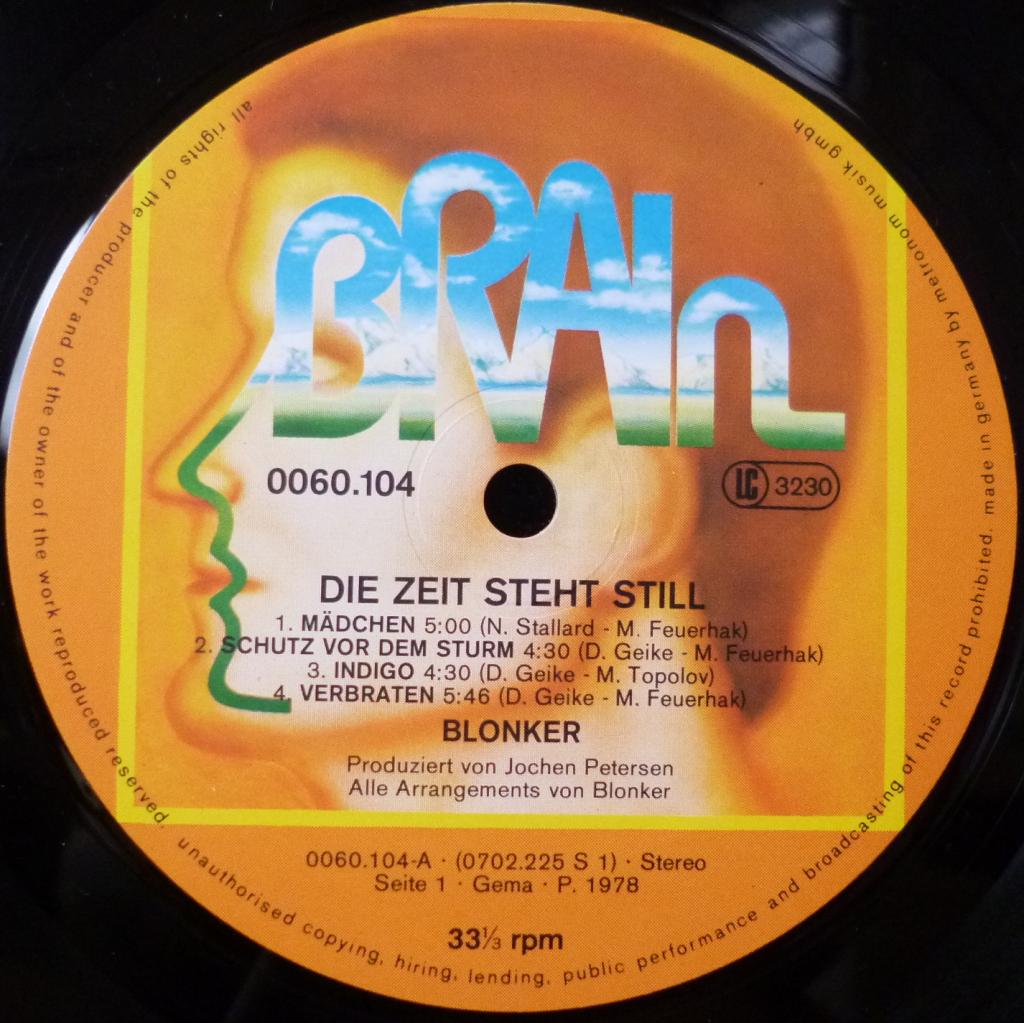 BRAIn
0060.104
LC 3230
DIE ZEIT STEHT STILL
1. MÄDCHEN 5:00 (N. Stallard - M. Feuerhak)
2. SCHUTZ VOR DEM STURM 4:30 (D. Geike - M. Feuerhak)
3. INDIGO 4:30 (D. Geike - M. Topolov)
4. VERBRATEN 5:46 (D. Geike - M. Feuerhak)
BLONKER
Produziert von Jochen Petersen
Alle Arrangements von Blonker
0060.104-A · (0702.225 S 1) · Stereo
Seite 1 · Gema · P. 1978
33⅓ rpm
all rights of the producer and of the owner of the work reproduced reserved. unauthorised copying, hiring, lending, public performance and broadcasting of this record prohibited. made in germany by metronom musik gmbh